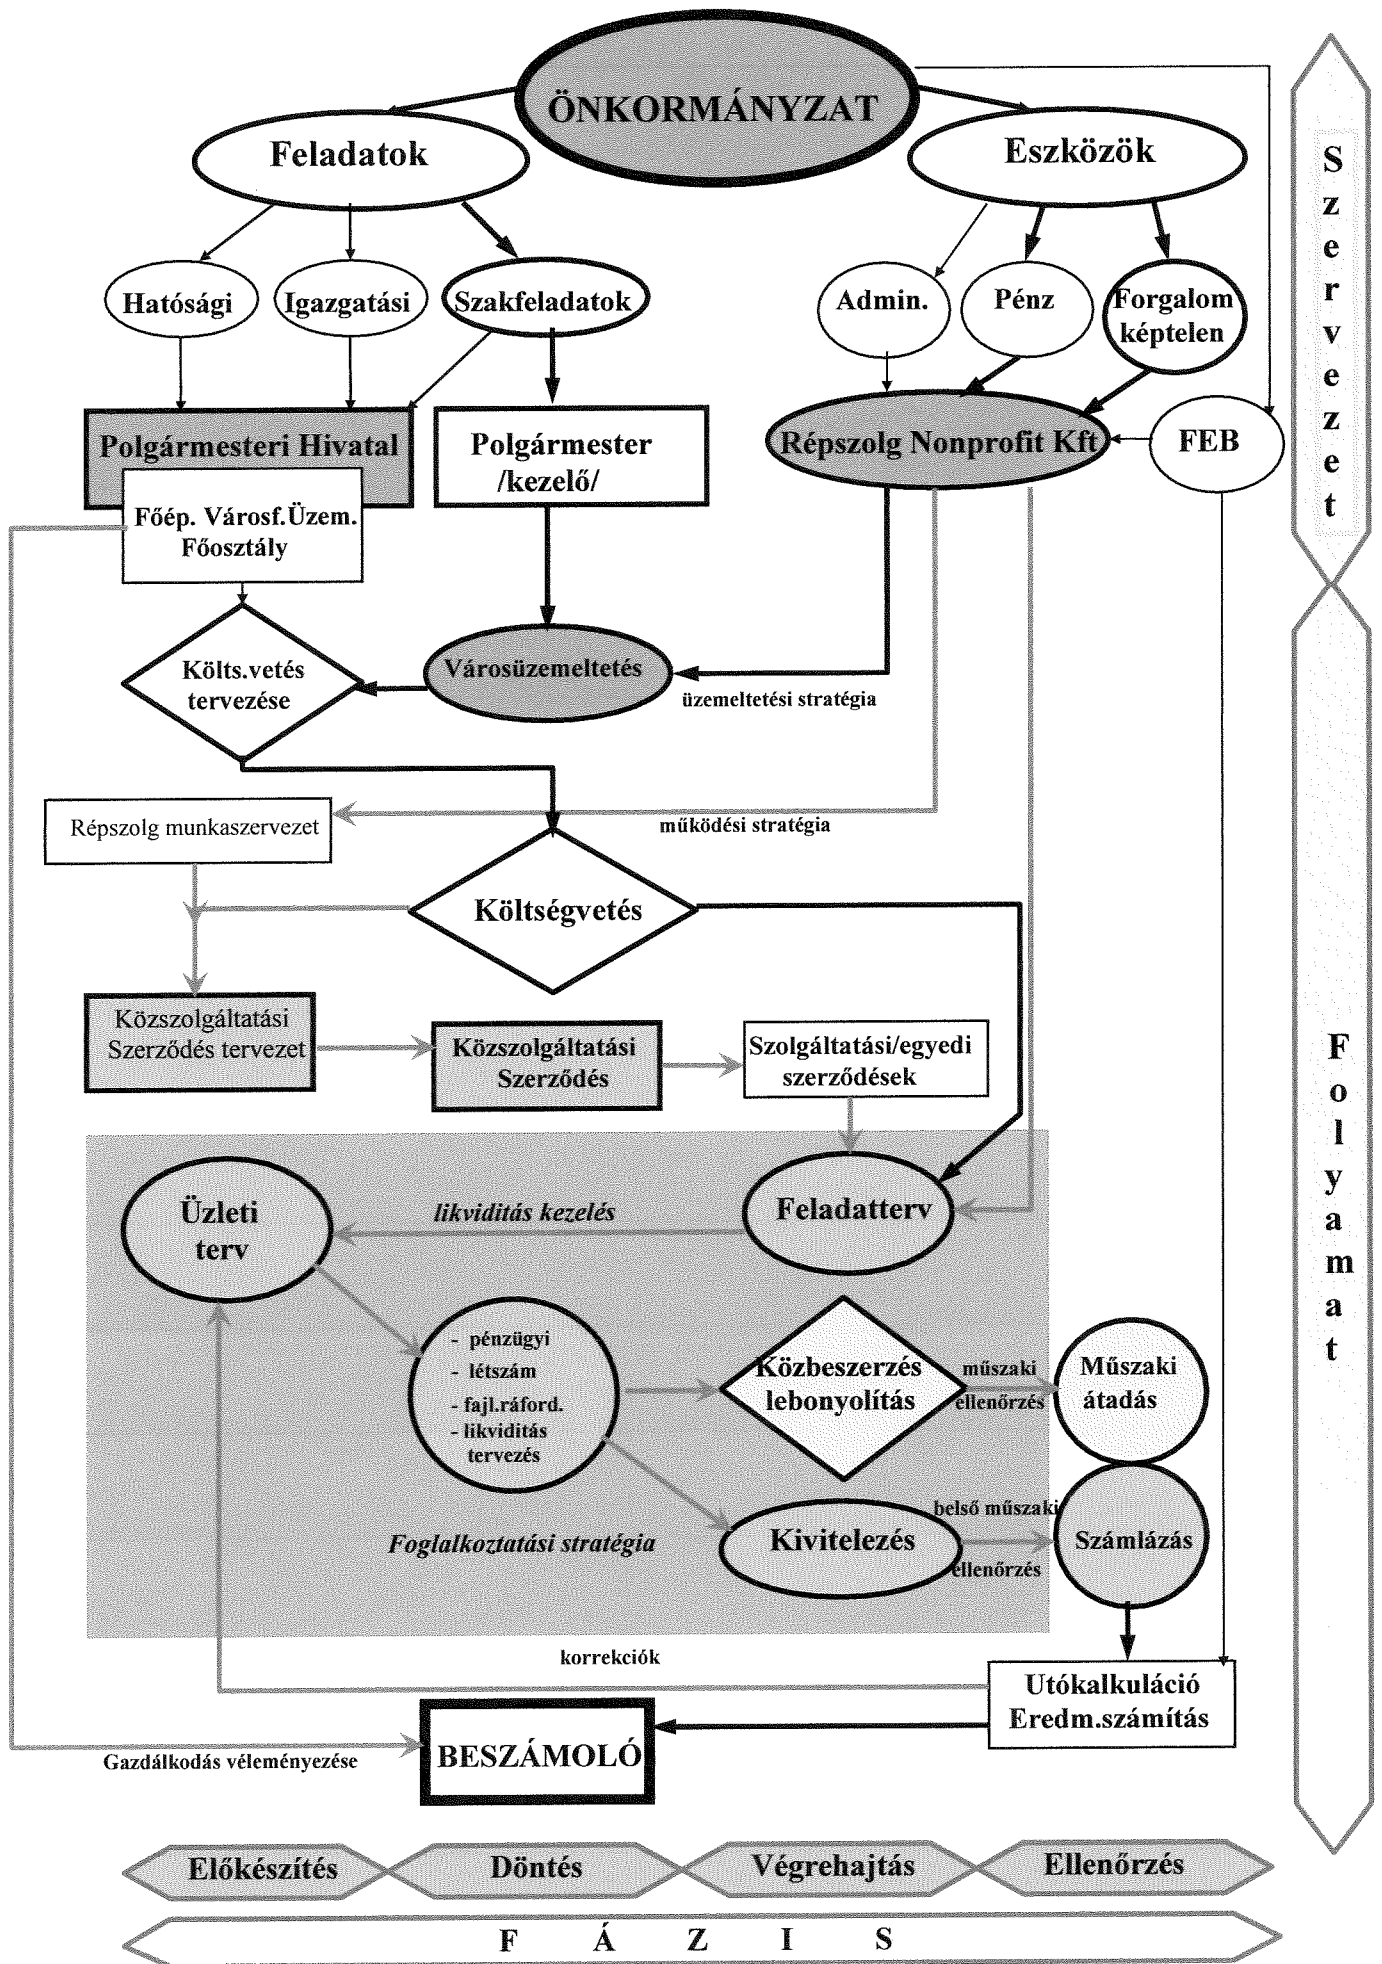 ÖNKORMÁNYZAT
Feladatok
Eszközök
Hatósági
Igazgatási
Szakfeladatok
Admin.
Pénz
Forgalom
képtelen
Polgármesteri Hivatal
Főép. Városf.Üzem.
Főosztály
Polgármester
/kezelő/
Répszolg Nonprofit Kft
FEB
Költs.vetés
tervezése
Városüzemeltetés
üzemeltetési stratégia
Répszolg munkaszervezet
működési stratégia
Költségvetés
Közszolgáltatási
Szerződés tervezet
Közszolgáltatási
Szerződés
Szolgáltatási/egyedi
szerződések
Üzleti
terv
likviditás kezelés
Feladatterv
- pénzügyi
- létszám
- fajl.ráford.
- likviditás
tervezés
Közbeszerzés
lebonyolítás
műszaki
ellenőrzés
Műszaki
átadás
Foglalkoztatási stratégia
Kivitelezés
belső műszaki
ellenőrzés
Számlázás
korrekciók
Utókalkuláció
Eredm.számítás
Gazdálkodás véleményezése
BESZÁMOLÓ
Szervezet
Folyamat
Előkészítés
Döntés
Végrehajtás
Ellenőrzés
F Á Z I S